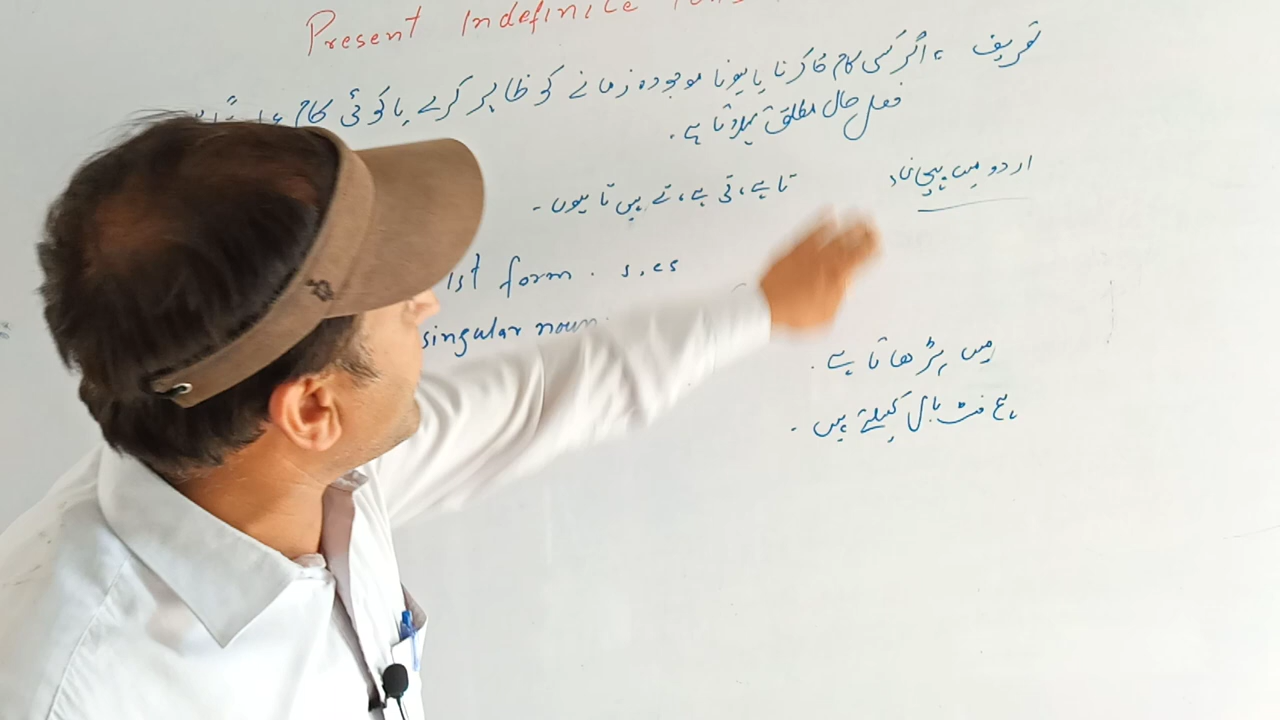 Present Indefinite
تعریف ، اگر کسی کام کا کرنا یا ہونا موجودہ زمانے کو ظاہر کرے یا کوئی کام
فعل حال مطلق کہلاتا ہے ۔
اردو میں پہچان
تا ہے ، تی ہے ، تے ہیں تا ہوں ۔
1st form . s , es
singular noun.
میں پڑھاتا ہے .
ہم فٹ بال کھیلتے ہیں ۔